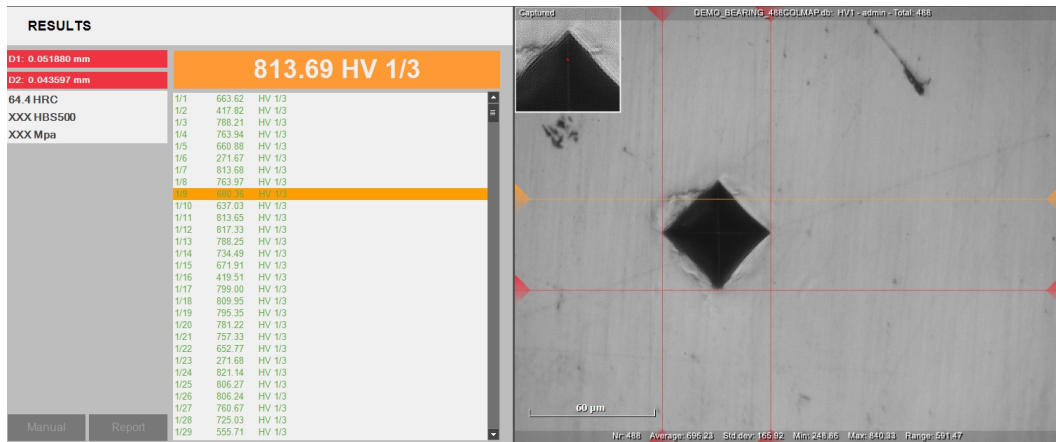 RESULTS
D1: 0.051880 mm
D2: 0.043597 mm
64.4 HRC
XXX HBS500
XXX Mpa
Manual
Report
813.69 HV 1/3
1/1 663.62 HV 1/3
1/2 417.82 HV 1/3
1/3 788.21 HV 1/3
1/4 763.94 HV 1/3
1/5 660.88 HV 1/3
1/6 271.67 HV 1/3
1/7 813.68 HV 1/3
1/8 763.97 HV 1/3
1/9 680.36 HV 1/3
1/10 637.03 HV 1/3
1/11 813.65 HV 1/3
1/12 817.33 HV 1/3
1/13 788.25 HV 1/3
1/14 734.49 HV 1/3
1/15 671.91 HV 1/3
1/16 419.51 HV 1/3
1/17 799.00 HV 1/3
1/18 809.95 HV 1/3
1/19 795.35 HV 1/3
1/20 781.22 HV 1/3
1/21 757.33 HV 1/3
1/22 652.77 HV 1/3
1/23 271.68 HV 1/3
1/24 821.14 HV 1/3
1/25 806.27 HV 1/3
1/26 806.24 HV 1/3
1/27 760.67 HV 1/3
1/28 725.03 HV 1/3
1/29 555.71 HV 1/3
Captured
DEMO_BEARING_488COLMAP.db: HV1 - admin - Total: 488
60 µm
Nr: 488 Average: 696.23 Std.dev: 165.92 Min: 248.86 Max: 840.33 Range: 591.47